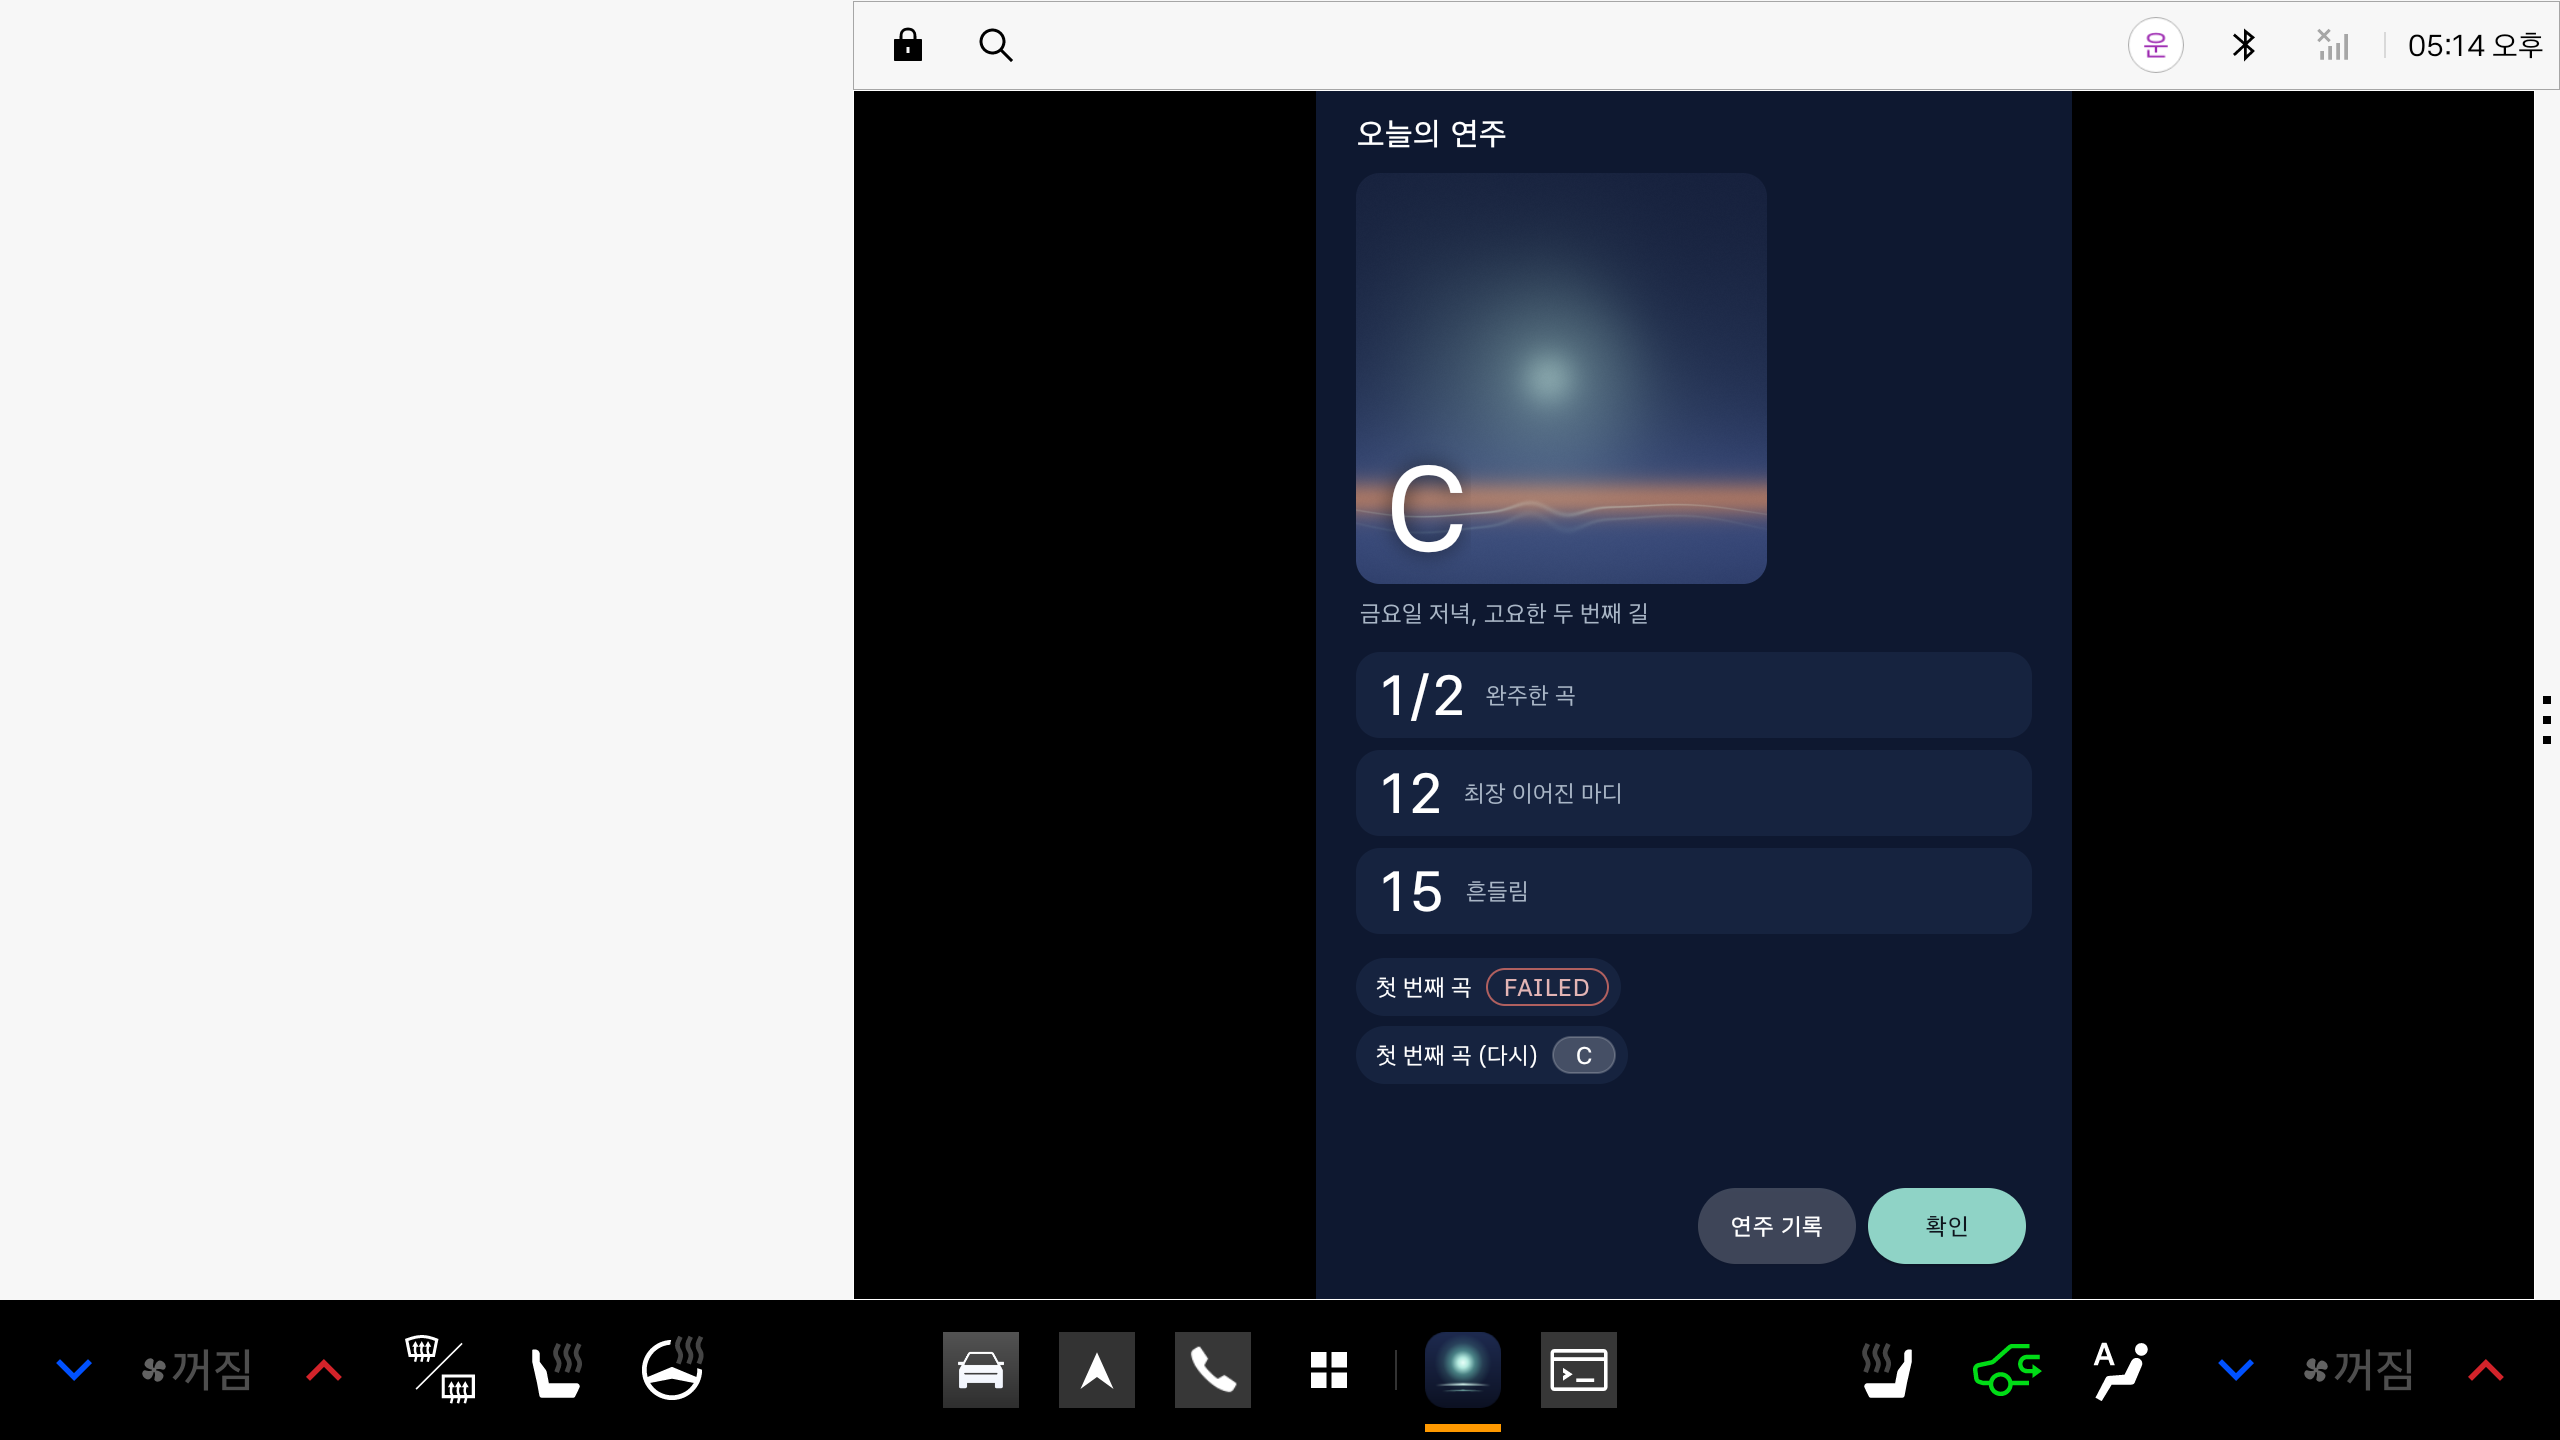 운
05:14 오후
오늘의 연주
C
금요일 저녁, 고요한 두 번째 길
1/2 완주한 곡
12 최장 이어진 마디
15 흔들림
첫 번째 곡 FAILED
첫 번째 곡 (다시) C
연주 기록 확인
꺼짐 A 꺼짐